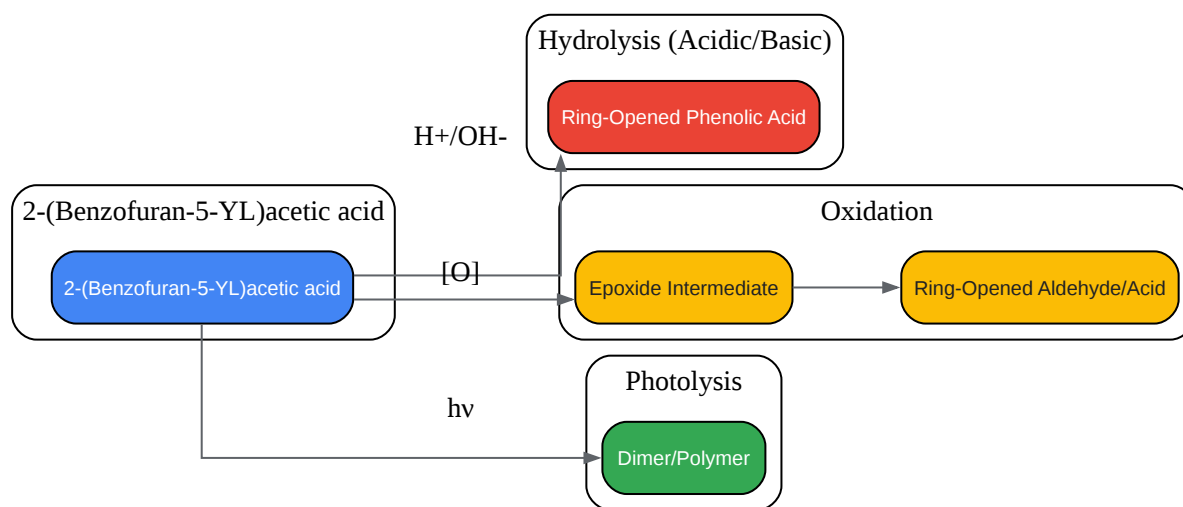 Hydrolysis (Acidic/Basic)
Ring-Opened Phenolic Acid
H+/OH-
2-(Benzofuran-5-YL)acetic acid
2-(Benzofuran-5-YL)acetic acid
[O]
Oxidation
Epoxide Intermediate
Ring-Opened Aldehyde/Acid
Photolysis
hν
Dimer/Polymer